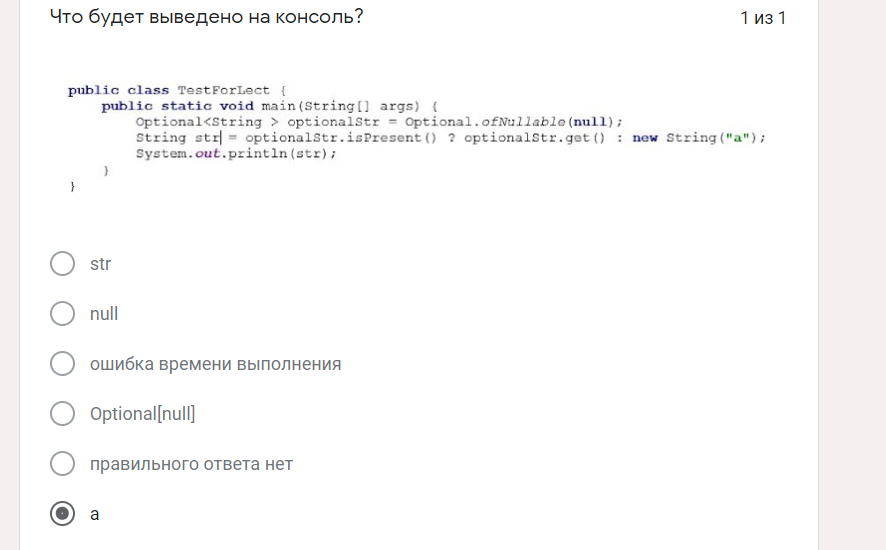 Что будет выведено на консоль?
1 из 1
public class TestForLect {
public static void main(String[] args) {
Optional<String > optionalStr = Optional.ofNullable(null);
String str = optionalStr.isPresent() ? optionalStr.get() : new String("a");
System.out.println(str);
}
}
str
null
ошибка времени выполнения
Optional[null]
правильного ответа нет
a